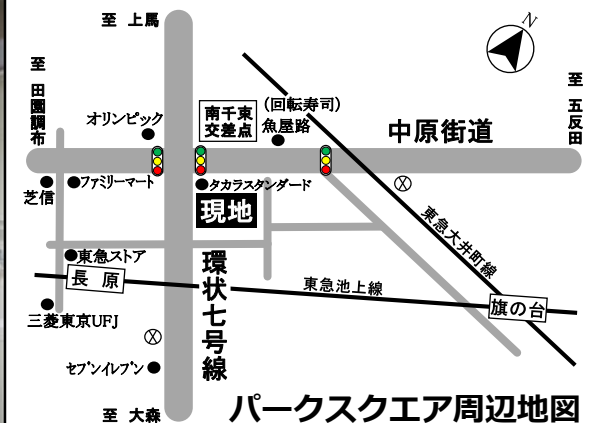 至 上馬
N
至 田園調布
オリンピック
南千束
交差点
(回転寿司)
魚屋路
中原街道
至 五反田
芝信
ファミリーマート
タカラスタンダード
現地
東急ストア
長原
環状七号線
東急池上線
東急大井町線
旗の台
三菱東京UFJ
セブンイレブン
至 大森
パークスクエア周辺地図